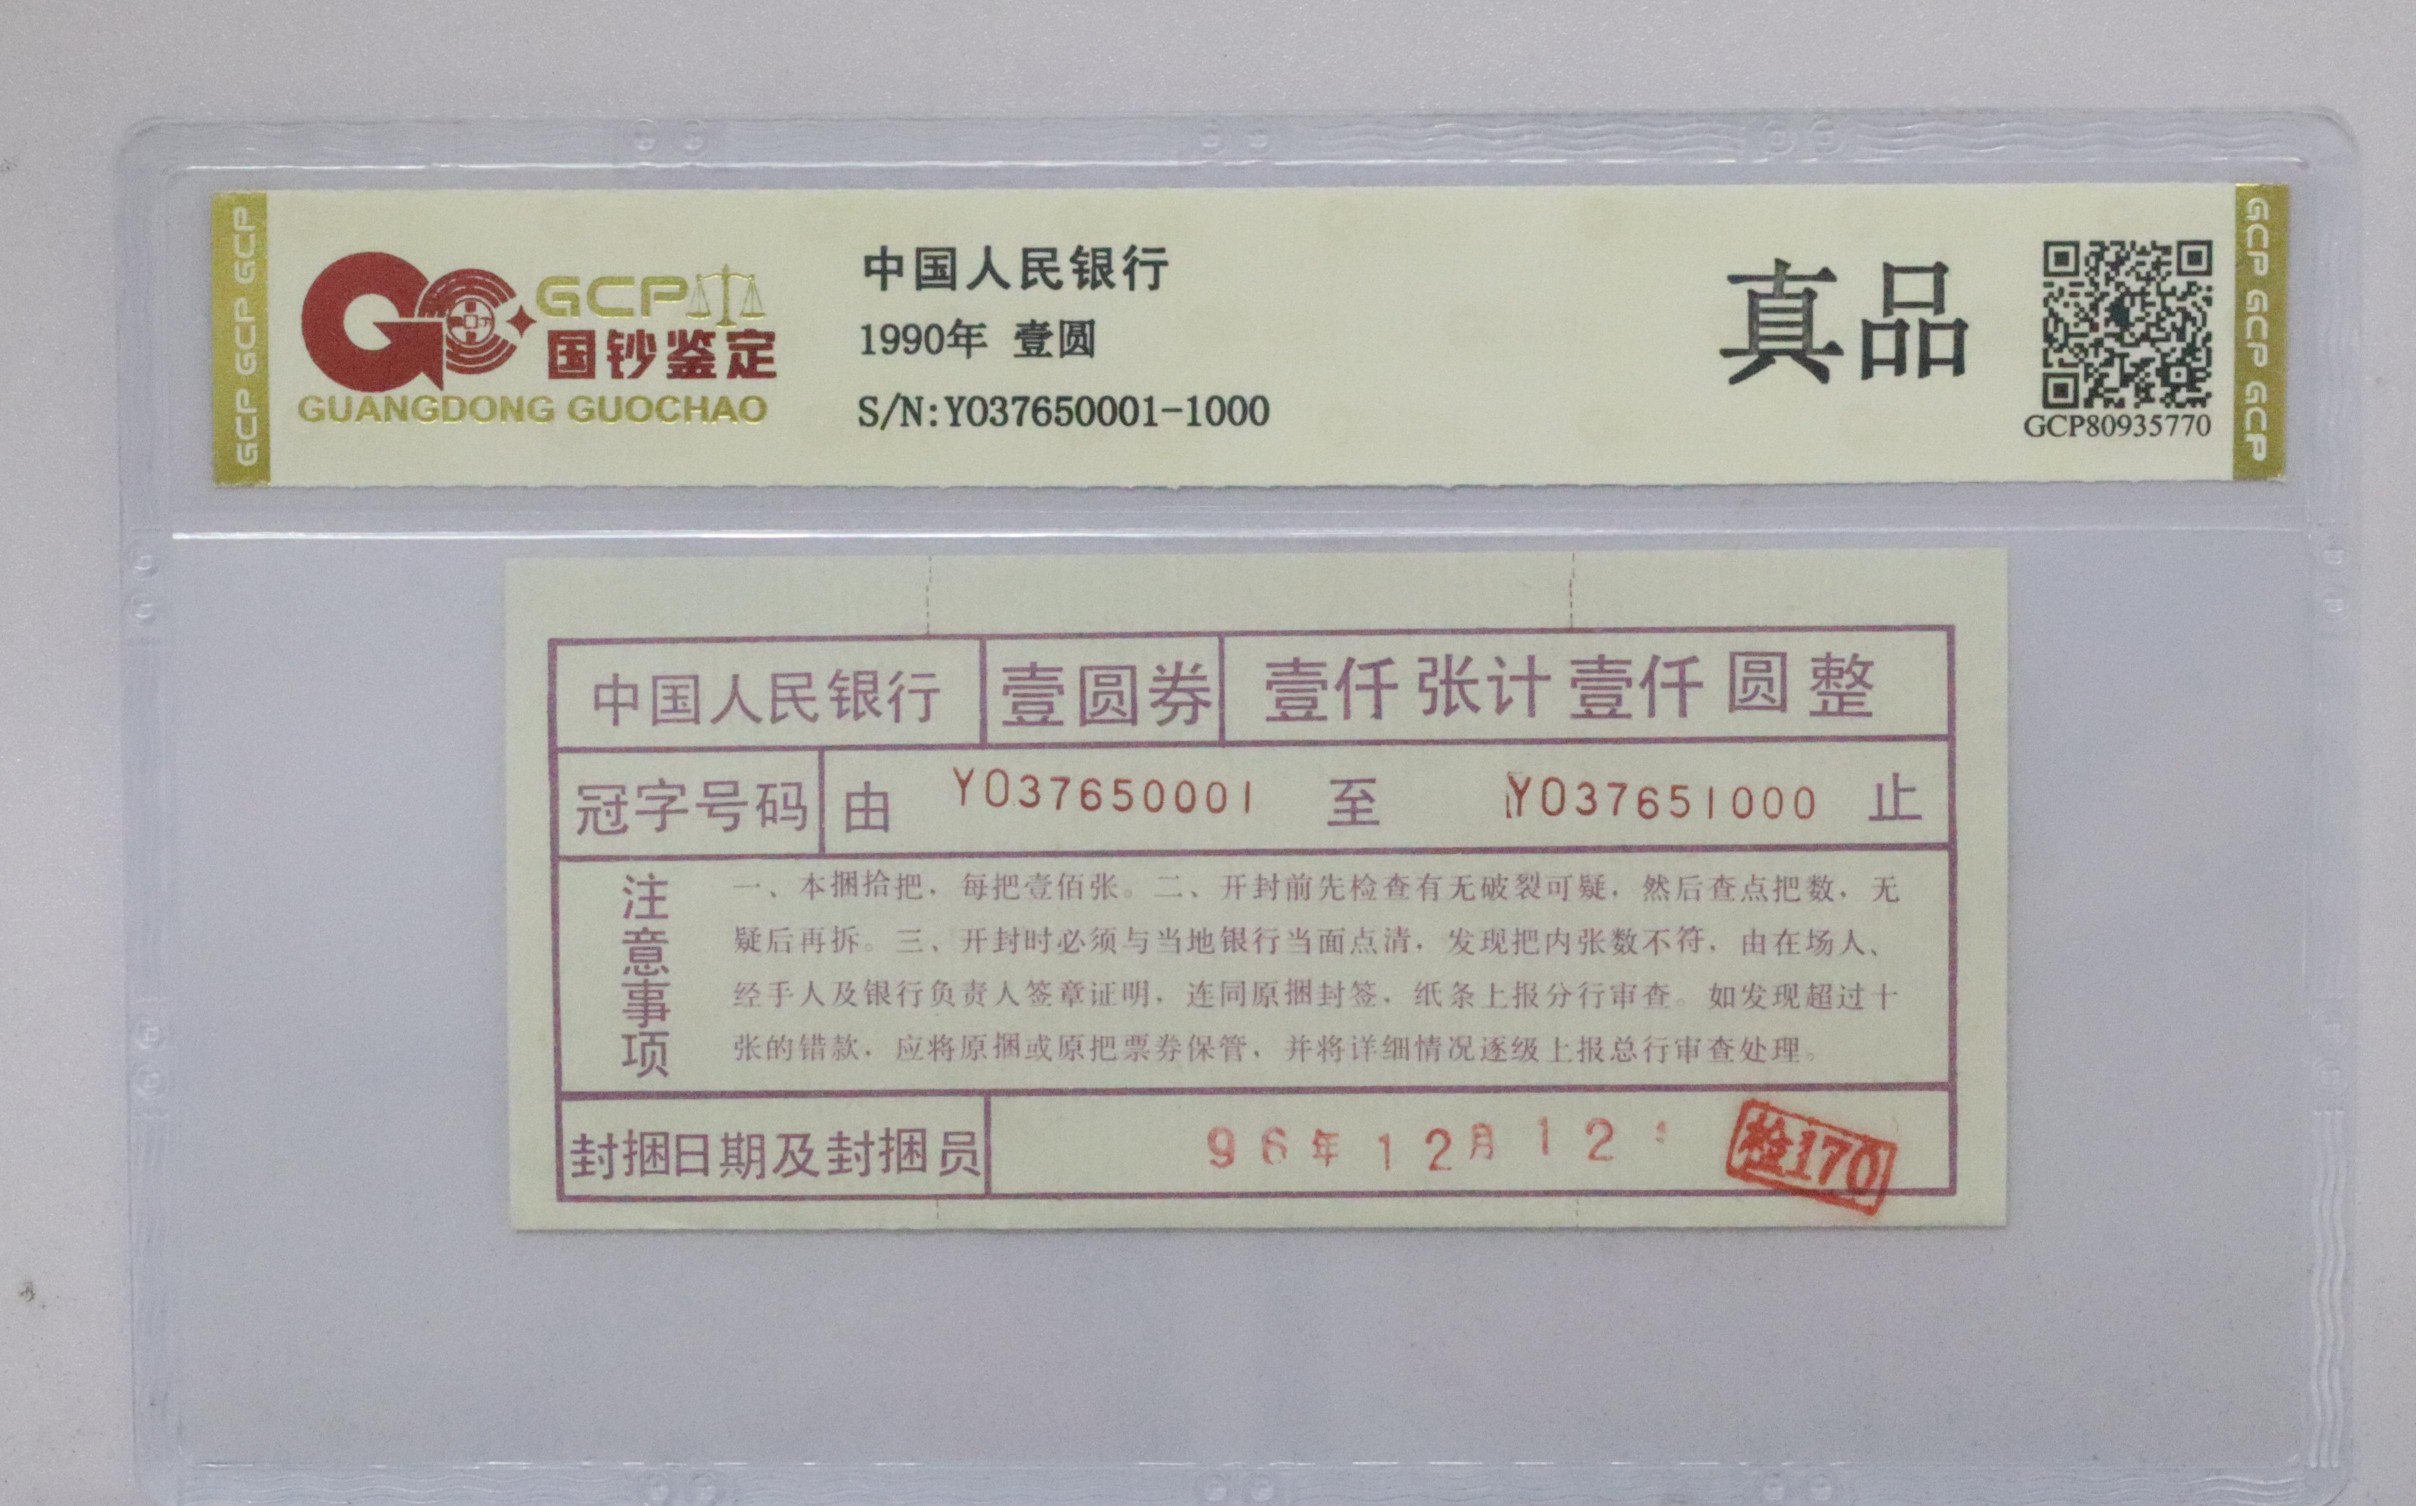 GCP GCP GCP
GCP
国钞鉴定
GUANGDONG GUOCHAO
中国人民银行
1990年 壹圆
S/N:YO37650001-1000
真品
GCP80935770
GCP GCP GCP
中国人民银行 壹圆券 壹仟张计壹仟圆整
冠字号码 由 YO37650001 至 YO37651000 止
注意事项
一、本捆拾把，每把壹佰张。二、开封前先检查有无破裂可疑，然后查点把数，无
疑后再拆。三、开封时必须与当地银行当面点清，发现把内张数不符，由在场人、
经手人及银行负责人签章证明，连同原捆封签，纸条上报分行审查。如发现超过十
张的错款，应将原捆或原把票券保管，并将详细情况逐级上报总行审查处理。
封捆日期及封捆员 96年12月12 检170